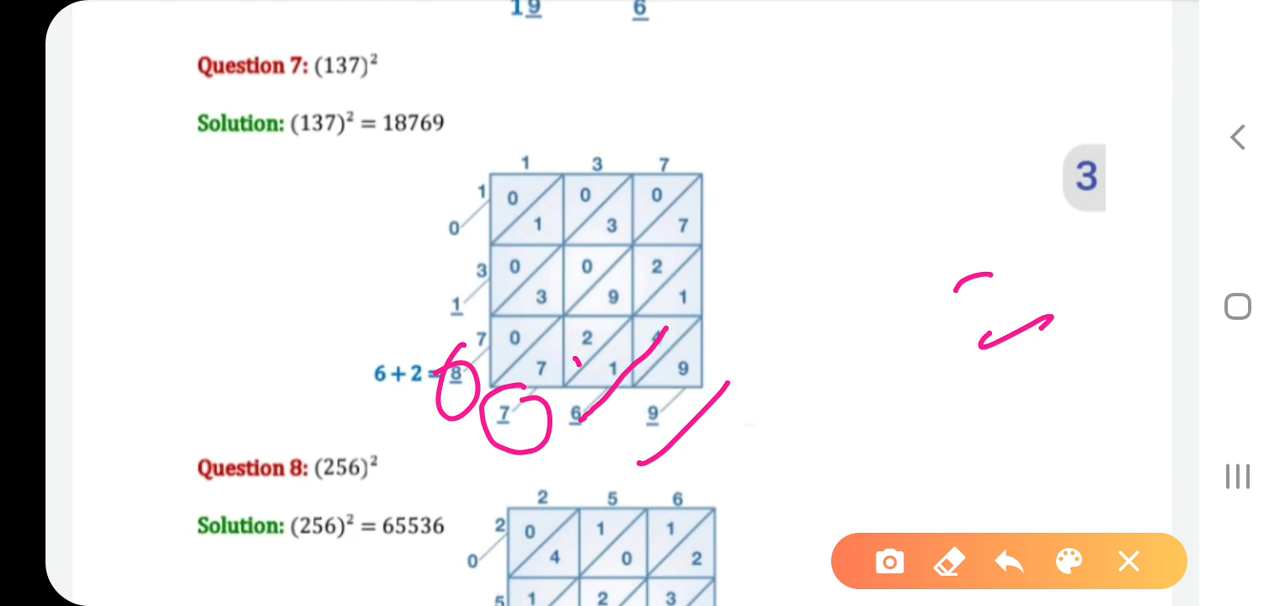 19 6
Question 7: (137)²
Solution: (137)² = 18769
3
1 3 7
1 0 0 0
0 1 3 7
3 0 0 2
1 3 9 1
7 0 2 4
6 + 2 = 8 7 1 9
7 6 9
Question 8: (256)²
2 5 6
Solution: (256)² = 65536
2 0 1 1
0 4 0 2
5 1 2 3